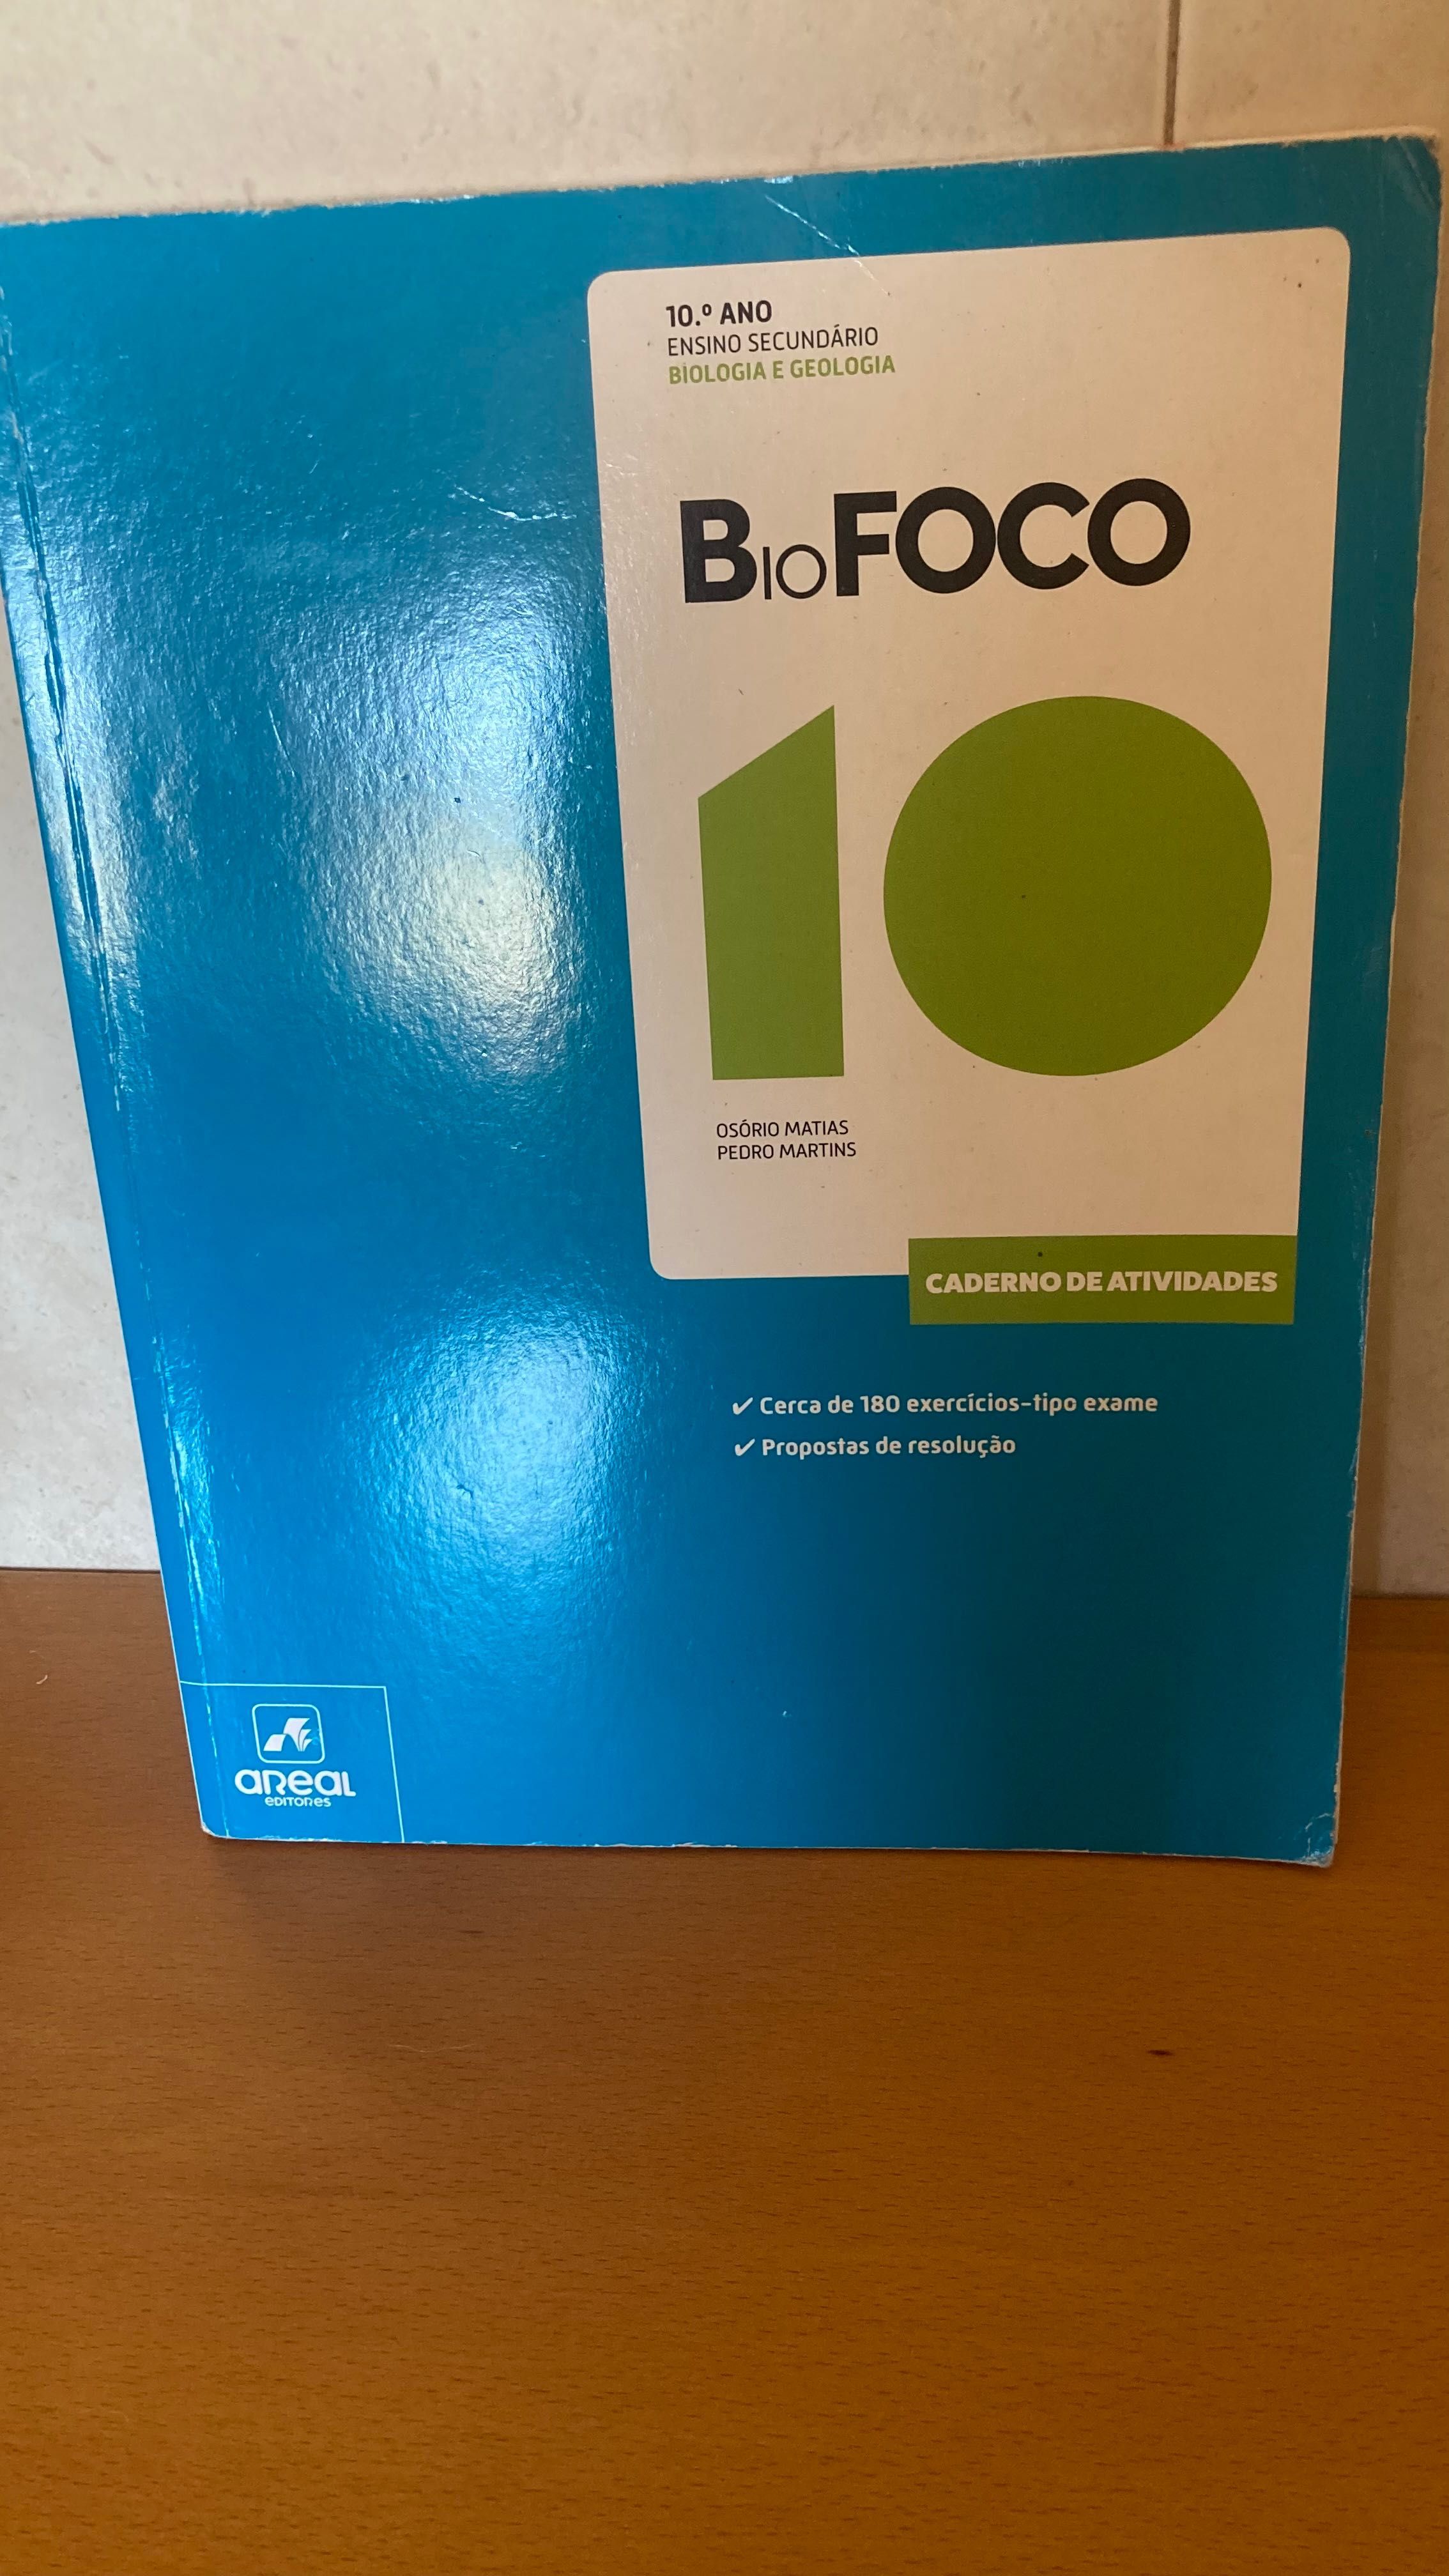 10.º ANO
ENSINO SECUNDÁRIO
BIOLOGIA E GEOLOGIA
BIOFOCO
10
OSÓRIO MATIAS
PEDRO MARTINS
CADERNO DE ATIVIDADES
✔ Cerca de 180 exercícios-tipo exame
✔ Propostas de resolução
aReaL
EDITORES